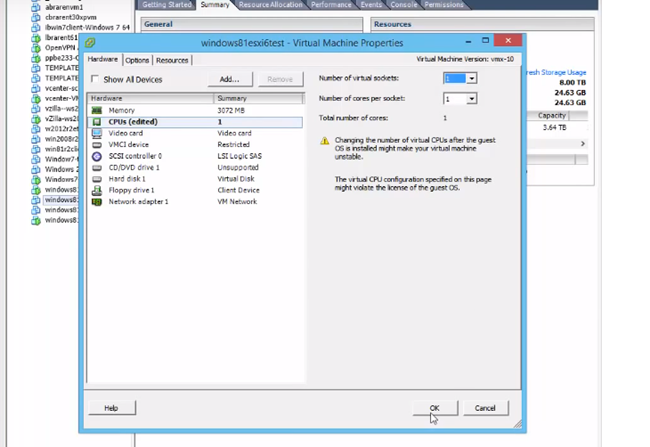 abrarenvm1
Getting Started Summary Resource Allocation Performance Events Console Permissions
cbrarent30xpvm
ibwin7client-Windows 7 64
General Resources
lbrarent61
OpenVPN
windows81esxi6test - Virtual Machine Properties
ppbe233-C
TEMPLATE
TEMPLATE
vcenter-sc
vcenter-VM
vzilla-ws20
vZilla-ws20
w2012r2et
win2008r2
win81r2cli
Window7-
Windows 2
Windows7
windows8
windows81
windows81
windows81
Hardware Options Resources
Virtual Machine Version: vmx-10
Show All Devices
Add...
Remove
Hardware Summary
Memory 3072 MB
CPUs (edited) 1
Video card Video card
VMCI device Restricted
SCSI controller 0 LSI Logic SAS
CD/DVD drive 1 Unsupported
Hard disk 1 Virtual Disk
Floppy drive 1 Client Device
Network adapter 1 VM Network
Number of virtual sockets: 1
Number of cores per socket: 1
Total number of cores: 1
Changing the number of virtual CPUs after the guest
OS is installed might make your virtual machine
unstable.
The virtual CPU configuration specified on this page
might violate the license of the guest OS.
fresh Storage Usage
8.00 TB
24.63 GB
24.63 GB
Capacity
3.64 TB
Help
OK
Cancel